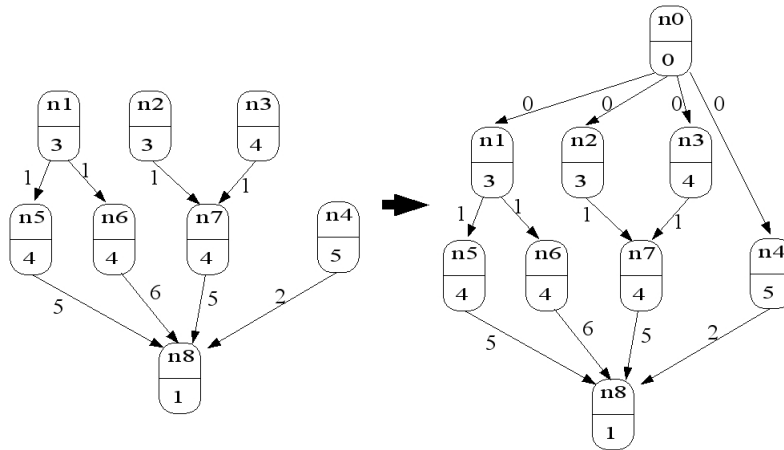 n0
0
n1 n2 n3
3 3 4
0 0 0 0
n1 n2 n3
3 3 4
1 1 1 1
n5 n6 n7 n4
4 4 4 5
1 1 1 1
n5 n6 n7 n4
4 4 4 5
5 6 5 2
n8
1
5 6 5 2
n8
1